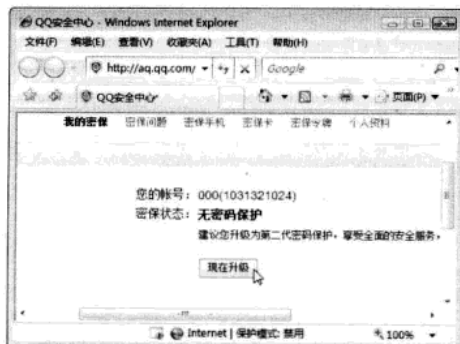 QQ安全中心 - Windows Internet Explorer
文件(F) 编辑(E) 查看(V) 收藏夹(A) 工具(T) 帮助(H)
http://aq.qq.com/ Google
QQ安全中心 页面(P)
我的密保 密保问题 密保手机 密保卡 密保令牌 个人资料
您的帐号：000(1031321024)
密保状态：无密码保护
建议您升级为第二代密码保护，享受全面的安全服务，
现在升级
Internet | 保护模式: 禁用 100%